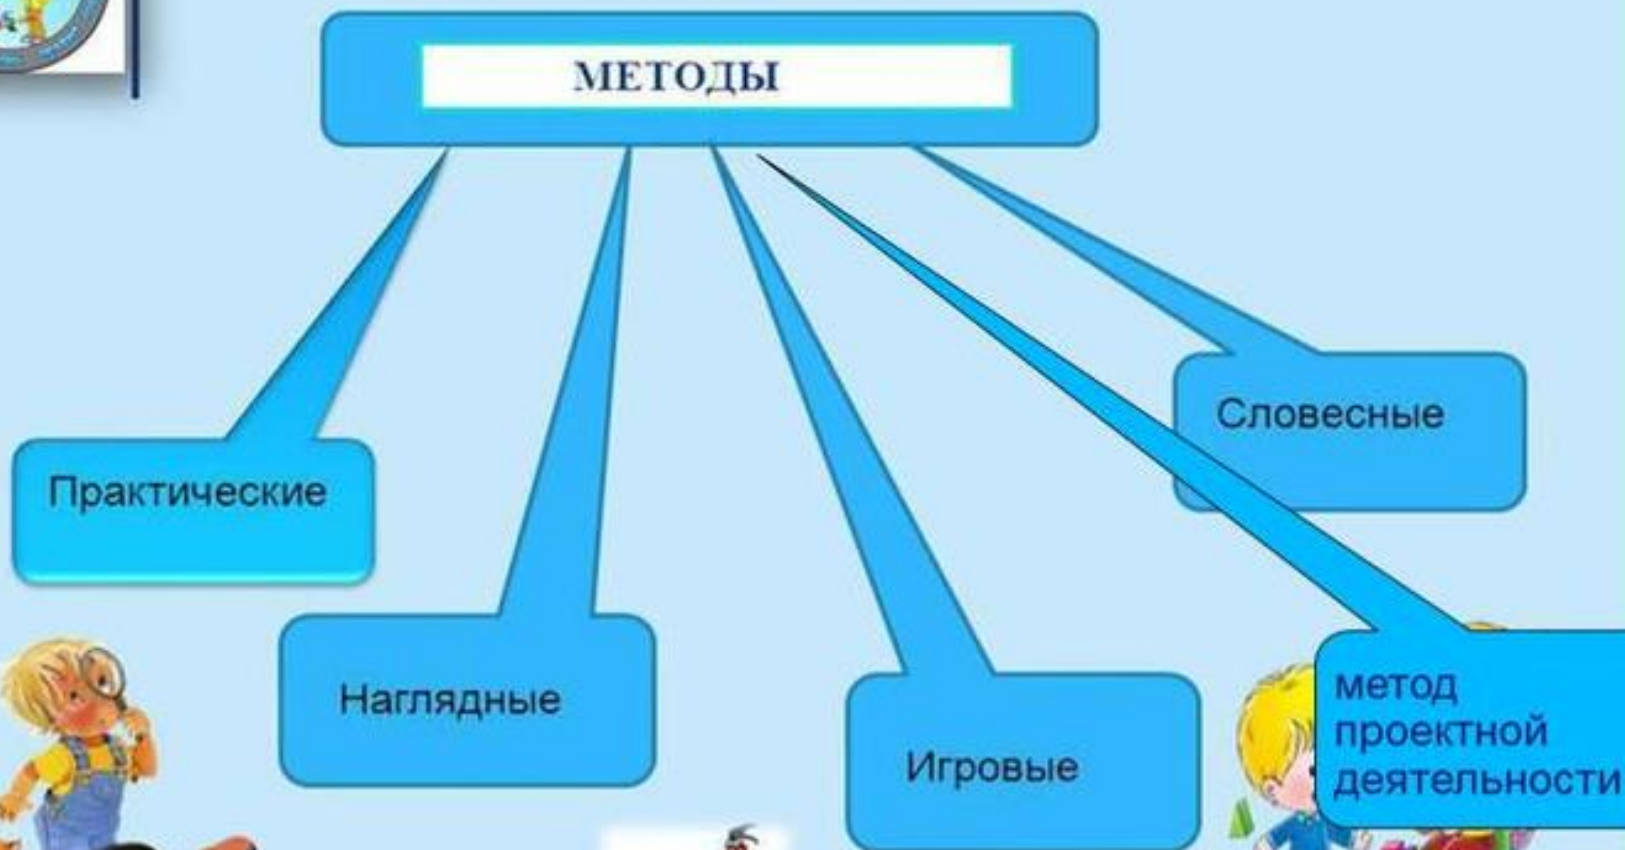 МЕТОДЫ
Словесные
Практические
Наглядные
Игровые
метод
проектной
деятельности